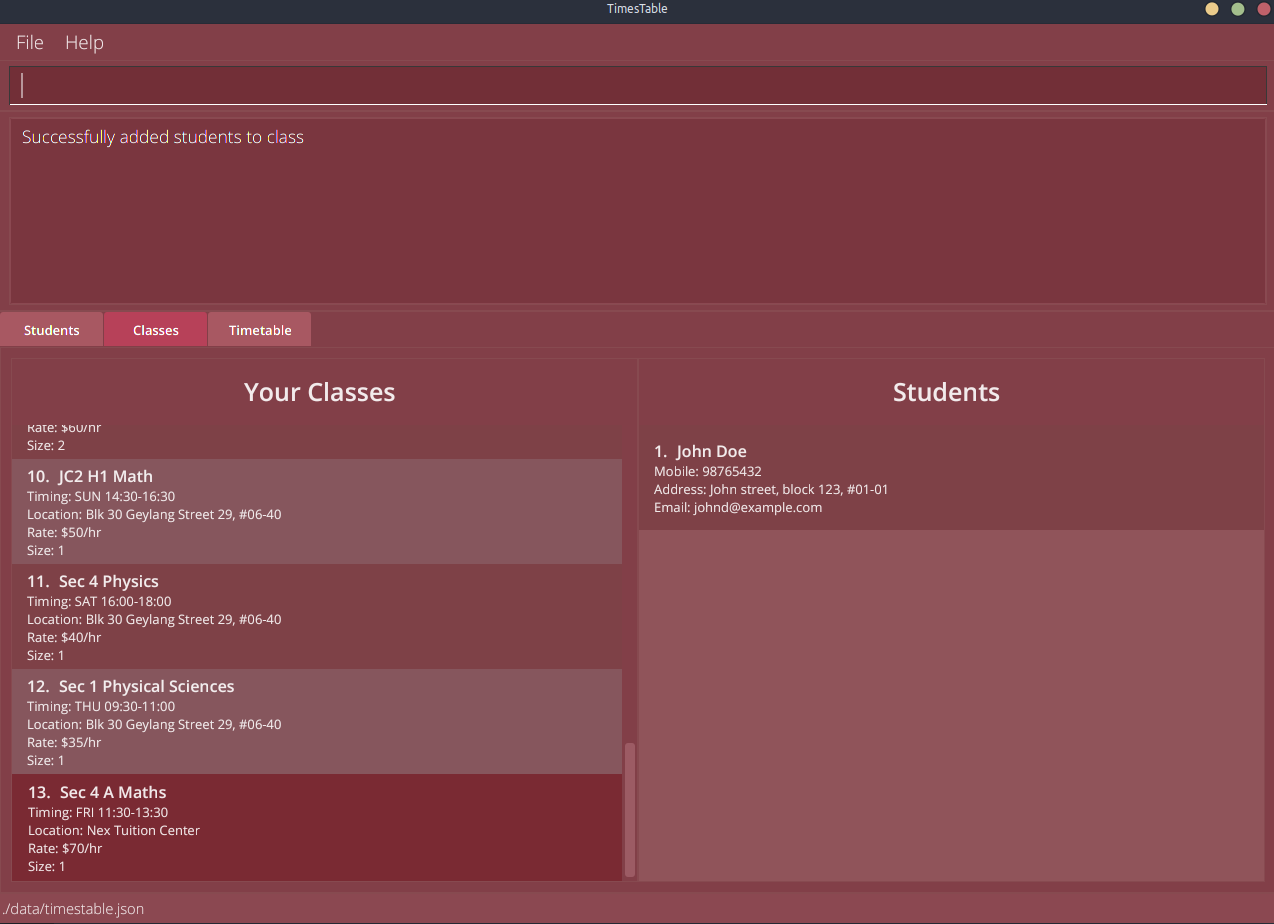 TimesTable
File Help
Successfully added students to class
Students Classes Timetable
Your Classes
Rate: $60/hr
Size: 2
10. JC2 H1 Math
Timing: SUN 14:30-16:30
Location: Blk 30 Geylang Street 29, #06-40
Rate: $50/hr
Size: 1
11. Sec 4 Physics
Timing: SAT 16:00-18:00
Location: Blk 30 Geylang Street 29, #06-40
Rate: $40/hr
Size: 1
12. Sec 1 Physical Sciences
Timing: THU 09:30-11:00
Location: Blk 30 Geylang Street 29, #06-40
Rate: $35/hr
Size: 1
13. Sec 4 A Maths
Timing: FRI 11:30-13:30
Location: Nex Tuition Center
Rate: $70/hr
Size: 1
Students
1. John Doe
Mobile: 98765432
Address: John street, block 123, #01-01
Email: johnd@example.com
./data/timestable.json